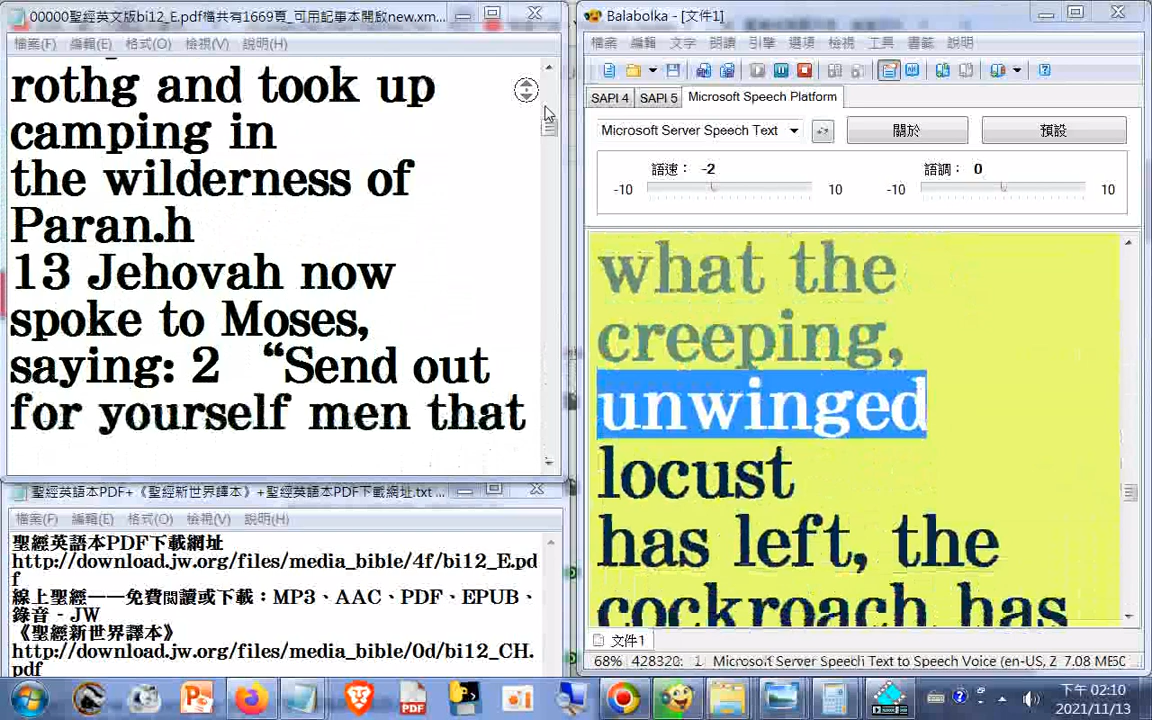 00000聖經英文版bi12_E.pdf檔共有1669頁_可用記事本開啟new.xm...
檔案(F) 編輯(E) 格式(O) 檢視(V) 說明(H)
rothg and took up
camping in
the wilderness of
Paran.h
13 Jehovah now
spoke to Moses,
saying: 2 “Send out
for yourself men that
聖經英語本PDF+《聖經新世界譯本》+聖經英語本PDF下載網址.txt ...
檔案(F) 編輯(E) 格式(O) 檢視(V) 說明(H)
聖經英語本PDF下載網址
http://download.jw.org/files/media_bible/4f/bi12_E.pd
f
線上聖經——免費閱讀或下載：MP3、AAC、PDF、EPUB、
錄音 - JW
《聖經新世界譯本》
http://download.jw.org/files/media_bible/0d/bi12_CH.
pdf
Balabolka - [文件1]
檔案 編輯 文字 朗讀 引擎 選項 檢視 工具 書籤 說明
SAPI 4 SAPI 5 Microsoft Speech Platform
Microsoft Server Speech Text 關於 預設
語速： -2 語調： 0
-10 10 -10 10
what the
creeping,
unwinged
locust
has left, the
cockroach has
文件1
68% 428320: 1 Microsoft Server Speech Text to Speech Voice (en-US, Z 7.08 ME50
下午 02:10
2021/11/13